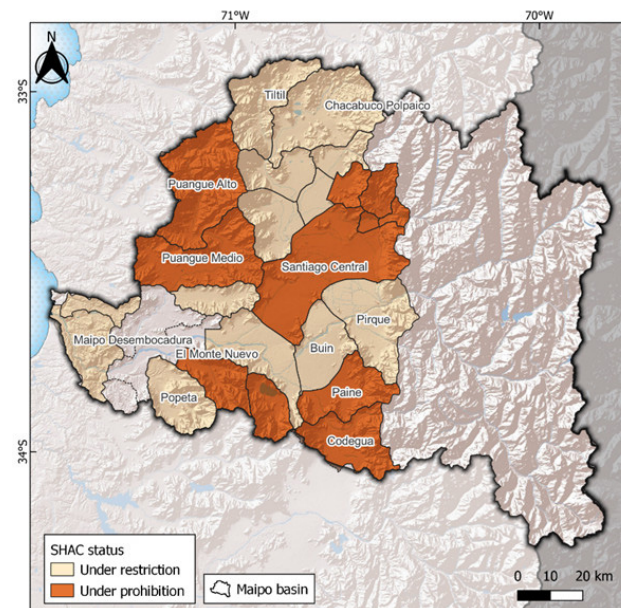 71°W
70°W
N
33°S
Tiltil
Chacabuco Polpaico
Puangue Alto
Puangue Medio
Santiago Central
Pirque
Maipo Desembocadura
El Monte Nuevo
Buin
Popeta
Paine
Codegua
34°S
SHAC status
Under restriction
Under prohibition
Maipo basin
0 10 20 km